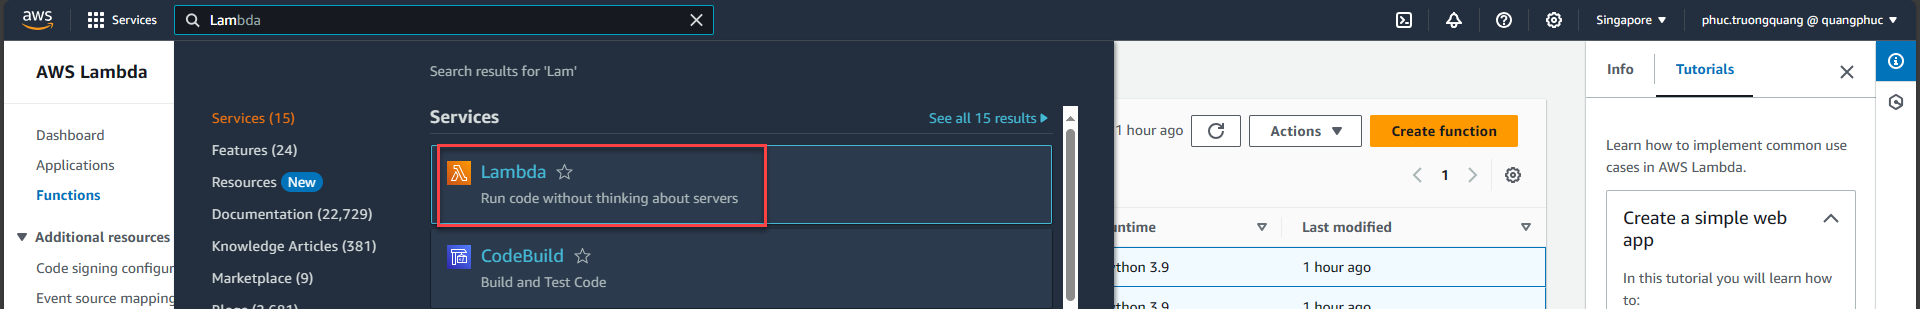 aws
Services
Lambda
Singapore ▼
phuc.truongquang @ quangphuc ▼
AWS Lambda
Dashboard
Applications
Functions
▼ Additional resources
Code signing configur
Event source mapping
Search results for 'Lam'
Services (15)
Features (24)
Resources New
Documentation (22,729)
Knowledge Articles (381)
Marketplace (9)
Blogs (2,681)
Services
See all 15 results ▶
Lambda
Run code without thinking about servers
CodeBuild
Build and Test Code
1 hour ago
Actions ▼
Create function
1
untime
Last modified
ython 3.9
1 hour ago
ython 3.9
1 hour ago
Info
Tutorials
Learn how to implement common use
cases in AWS Lambda.
Create a simple web
app
In this tutorial you will learn how
to: